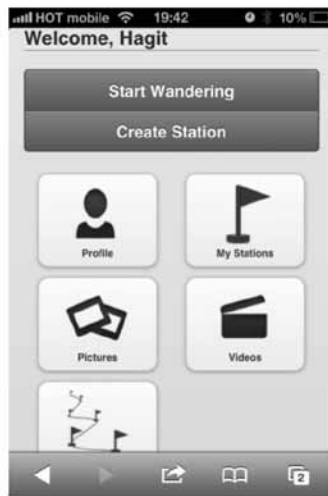 HOT mobile 19:42 10%
Welcome, Hagit
Start Wandering
Create Station
Profile My Stations
Pictures Videos
2